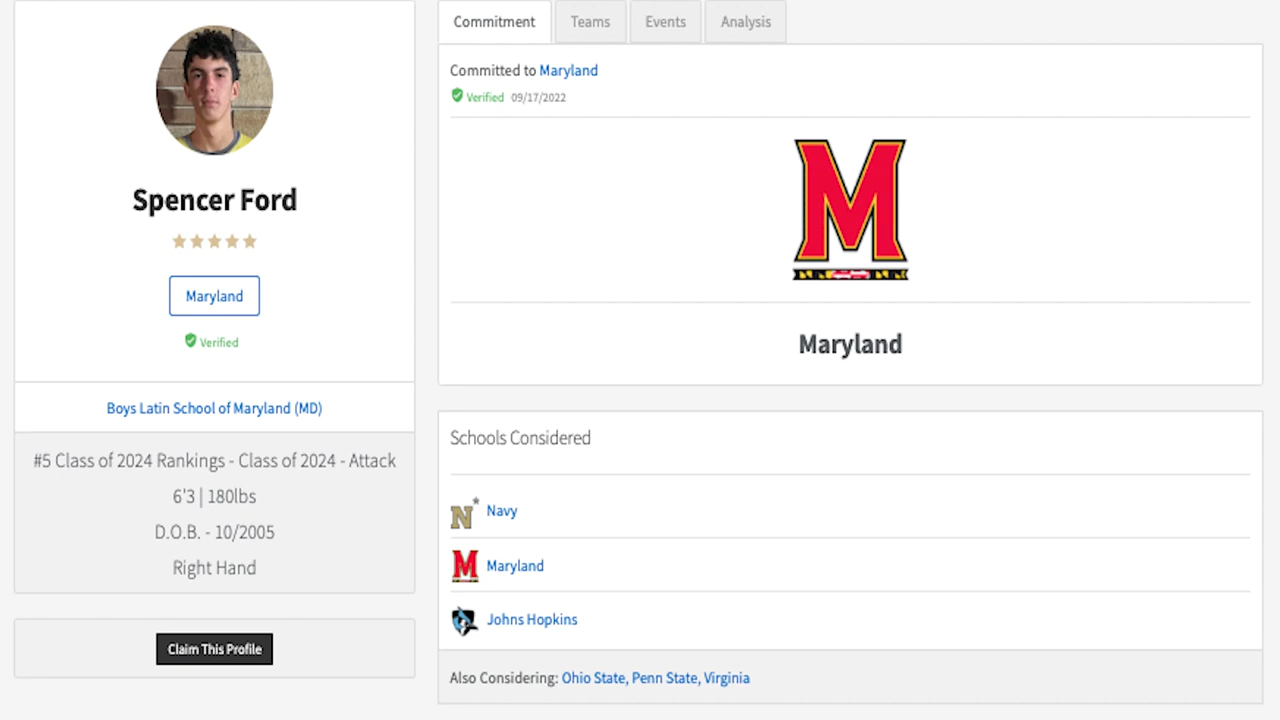 Spencer Ford
Maryland
Verified
Boys Latin School of Maryland (MD)
#5 Class of 2024 Rankings - Class of 2024 - Attack
6'3 | 180lbs
D.O.B. - 10/2005
Right Hand
Claim This Profile
Commitment Teams Events Analysis
Committed to Maryland
Verified 09/17/2022
M
Maryland
Schools Considered
N Navy
M Maryland
Johns Hopkins
Also Considering: Ohio State, Penn State, Virginia